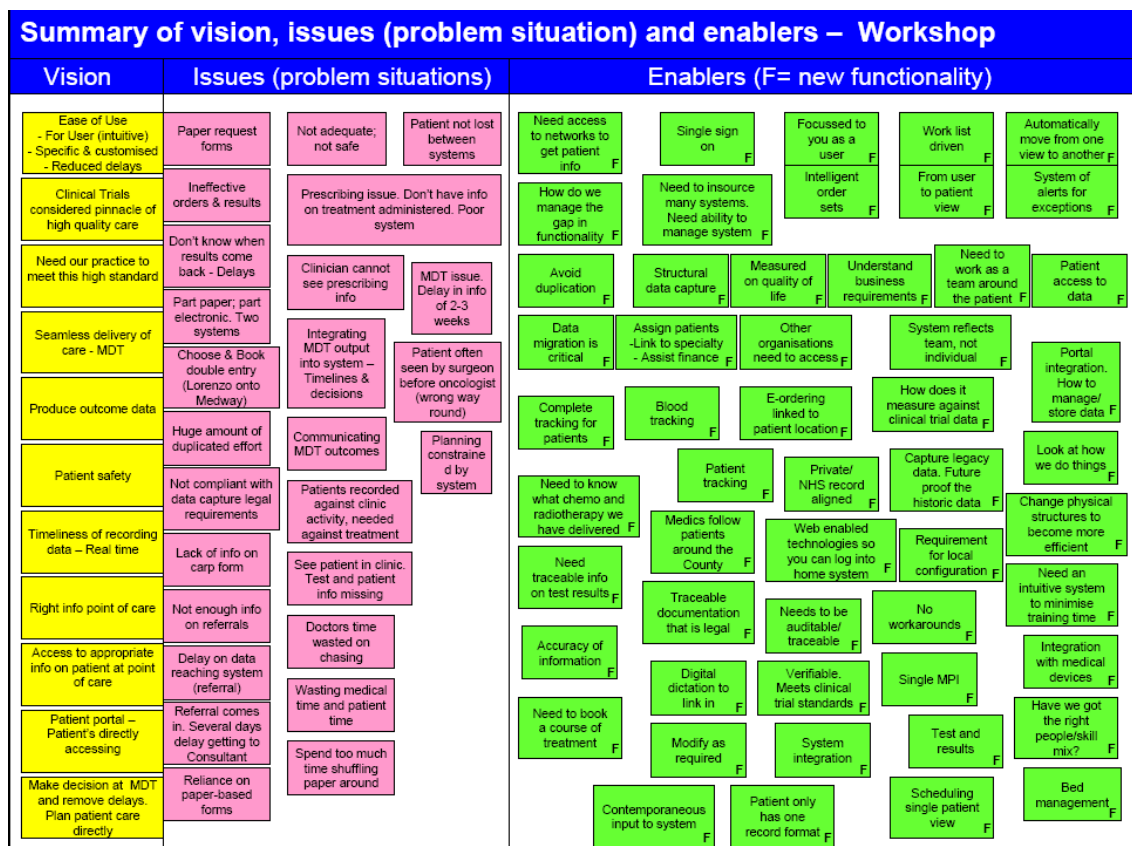 Summary of vision, issues (problem situation) and enablers – Workshop
Vision
Issues (problem situations)
Enablers (F= new functionality)
Ease of Use
- For User (intuitive)
- Specific & customised
- Reduced delays
Clinical Trials
considered pinnacle of
high quality care
Need our practice to
meet this high standard
Seamless delivery of
care - MDT
Produce outcome data
Patient safety
Timeliness of recording
data – Real time
Right info point of care
Access to appropriate
info on patient at point
of care
Patient portal –
Patient's directly
accessing
Make decision at MDT
and remove delays.
Plan patient care
directly
Paper request
forms
Ineffective
orders & results
Don't know when
results come
back - Delays
Part paper; part
electronic. Two
systems
Choose & Book
double entry
(Lorenzo onto
Medway)
Huge amount of
duplicated effort
Not compliant with
data capture legal
requirements
Lack of info on
carp form
Not enough info
on referrals
Delay on data
reaching system
(referral)
Referral comes
in. Several days
delay getting to
Consultant
Reliance on
paper-based
forms
Not adequate;
not safe
Patient not lost
between
systems
Prescribing issue. Don't have info
on treatment administered. Poor
system
Clinician cannot
see prescribing
info
MDT issue.
Delay in info
of 2-3
weeks
Integrating
MDT output
into system –
Timelines &
decisions
Patient often
seen by surgeon
before oncologist
(wrong way
round)
Communicating
MDT outcomes
Planning
constraine
d by
system
Patients recorded
against clinic
activity, needed
against treatment
See patient in clinic.
Test and patient
info missing
Doctors time
wasted on
chasing
Wasting medical
time and patient
time
Spend too much
time shuffling
paper around
Need access
to networks to
get patient
info F
Single sign
on F
Focussed to
you as a
user F
Work list
driven F
Automatically
move from one
view to another F
How do we
manage the
gap in
functionality F
Need to insource
many systems.
Need ability to
manage system F
Intelligent
order
sets F
From user
to patient
view F
System of
alerts for
exceptions F
Avoid
duplication F
Structural
data capture F
Measured
on quality of
life F
Understand
business
requirements F
Need to
work as a
team around
the patient F
Patient
access to
data F
Data
migration is
critical F
Assign patients
-Link to specialty
- Assist finance F
Other
organisations
need to access F
System reflects
team, not
individual F
Portal
integration.
How to
manage/
store data F
Complete
tracking for
patients F
Blood
tracking F
E-ordering
linked to
patient location F
How does it
measure against
clinical trial data F
Look at how
we do things F
Need to know
what chemo and
radiotherapy we
have delivered F
Patient
tracking F
Private/
NHS record
aligned F
Capture legacy
data. Future
proof the
historic data F
Change physical
structures to
become more
efficient F
Medics follow
patients
around the
County F
Web enabled
technologies so
you can log into
home system F
Requirement
for local
configuration F
Need
traceable info
on test results F
Need an
intuitive system
to minimise
training time F
Traceable
documentation
that is legal F
Needs to be
auditable/
traceable F
No
workarounds F
Accuracy of
information F
Integration
with medical
devices F
Digital
dictation to
link in F
Verifiable.
Meets clinical
trial standards F
Single MPI F
Need to book
a course of
treatment F
Have we got
the right
people/skill
mix? F
Modify as
required F
System
integration F
Test and
results F
Bed
management F
Contemporaneous
input to system F
Patient only
has one
record format F
Scheduling
single patient
view F